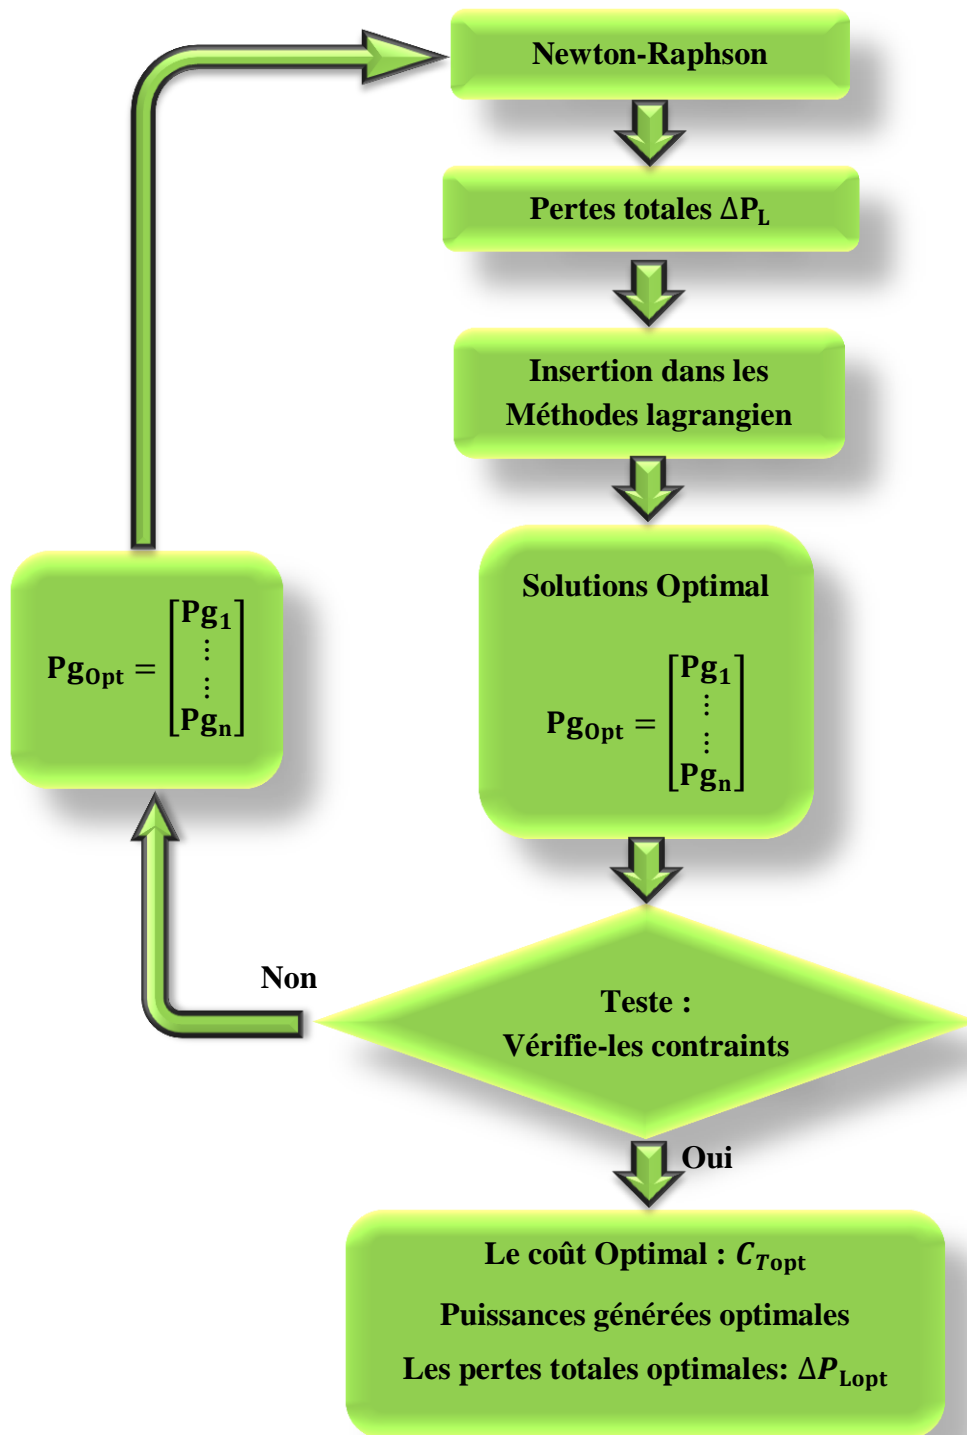 Newton-Raphson
Pertes totales ΔP_L
Insertion dans les
Méthodes lagrangien
Solutions Optimal
Pg_Opt = [Pg_1 ⋮ … Pg_n]
Pg_Opt = [Pg_1 ⋮ … Pg_n]
Non
Teste :
Vérifie-les contraints
Oui
Le coût Optimal : C_Topt
Puissances générées optimales
Les pertes totales optimales: ΔP_Lopt